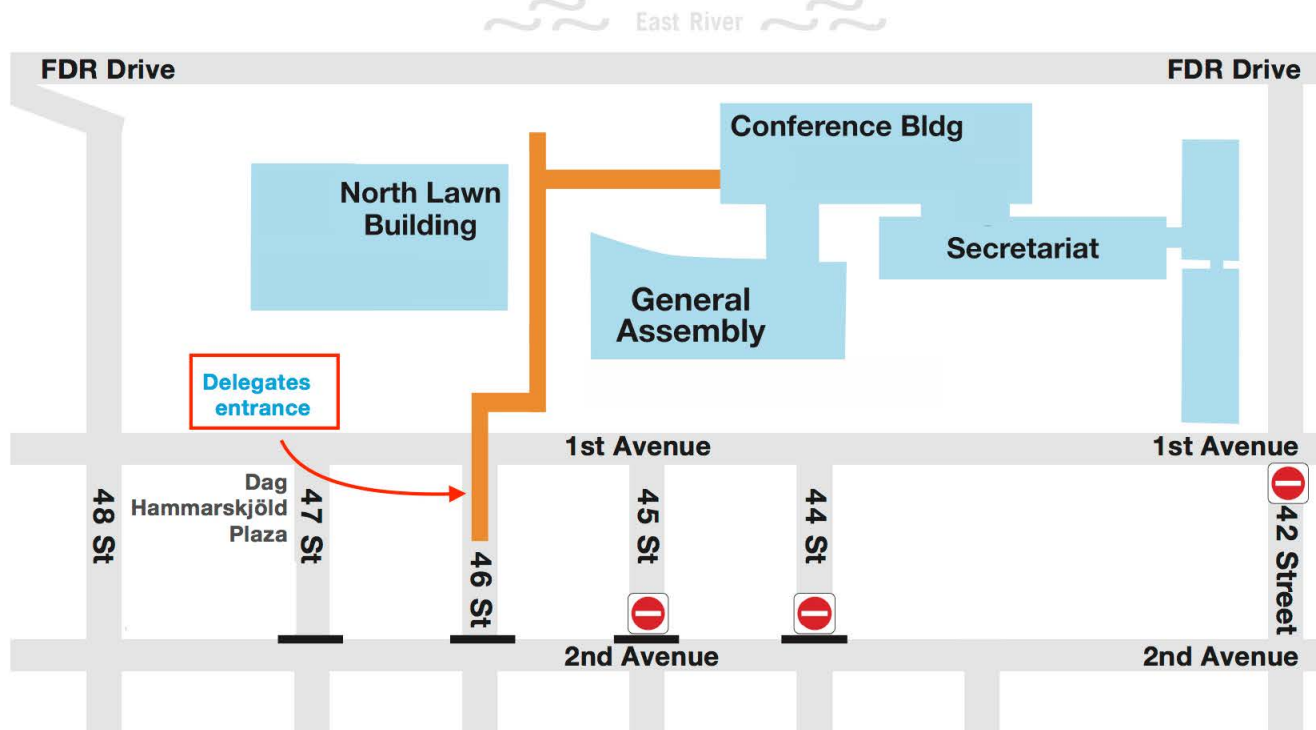 East River
FDR Drive
FDR Drive
Conference Bldg
North Lawn
Building
Secretariat
General
Assembly
Delegates
entrance
1st Avenue
1st Avenue
Dag
Hammarskjöld
Plaza
48 St
47 St
46 St
45 St
44 St
42 Street
2nd Avenue
2nd Avenue